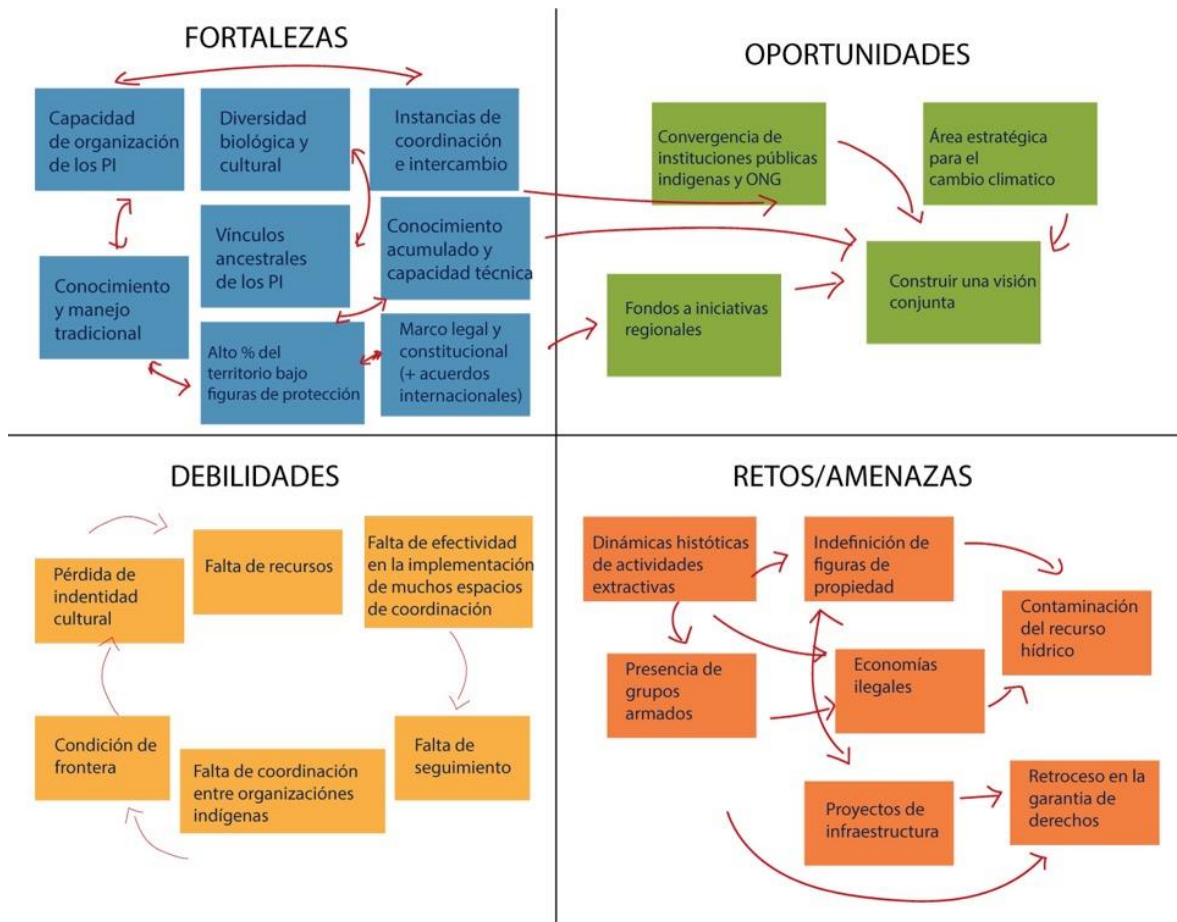 FORTALEZAS
Capacidad
de organización
de los PI
Diversidad
biológica y
cultural
Instancias de
coordinación
e intercambio
Conocimiento
y manejo
tradicional
Vínculos
ancestrales
de los PI
Conocimiento
acumulado y
capacidad técnica
Alto % del
territorio bajo
figuras de protección
Marco legal y
constitucional
(+ acuerdos
internacionales)
OPORTUNIDADES
Convergencia de
instituciones públicas
indigenas y ONG
Área estratégica
para el
cambio climatico
Fondos a iniciativas
regionales
Construir una visión
conjunta
DEBILIDADES
Pérdida de
indentidad
cultural
Falta de recursos
Falta de efectividad
en la implementación
de muchos espacios
de coordinación
Condición de
frontera
Falta de coordinación
entre organizaciónes
indígenas
Falta de
seguimiento
RETOS/AMENAZAS
Dinámicas históticas
de actividades
extractivas
Indefinición de
figuras de
propiedad
Contaminación
del recurso
hídrico
Presencia de
grupos
armados
Economías
ilegales
Proyectos de
infraestructura
Retroceso en la
garantia de
derechos